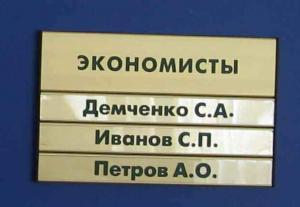 ЭКОНОМИСТЫ
Демченко С.А.
Иванов С.П.
Петров А.О.